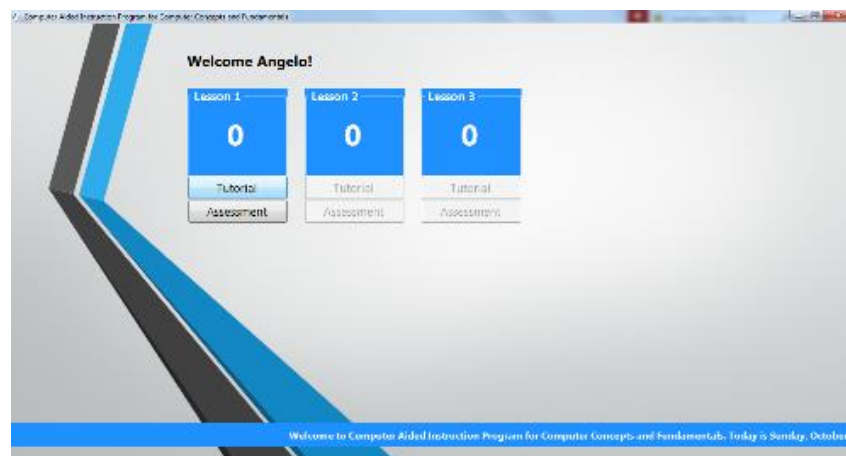 Computer Aided Instruction Program for Computer Concepts and Fundamentals
Welcome Angelo!
Lesson 1 Lesson 2 Lesson 3
0 0 0
Tutorial Tutorial Tutorial
Assessment Assessment Assessment
Welcome to Computer Aided Instruction Program for Computer Concepts and Fundamentals. Today is Sunday, October